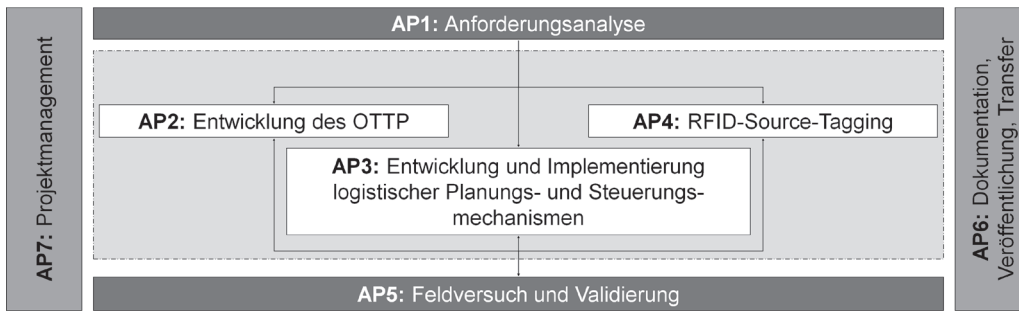 AP1: Anforderungsanalyse
AP7: Projektmanagement
AP2: Entwicklung des OTTP
AP4: RFID-Source-Tagging
AP3: Entwicklung und Implementierung
logistischer Planungs- und Steuerungs-
mechanismen
AP5: Feldversuch und Validierung
AP6: Dokumentation,
Veröffentlichung, Transfer